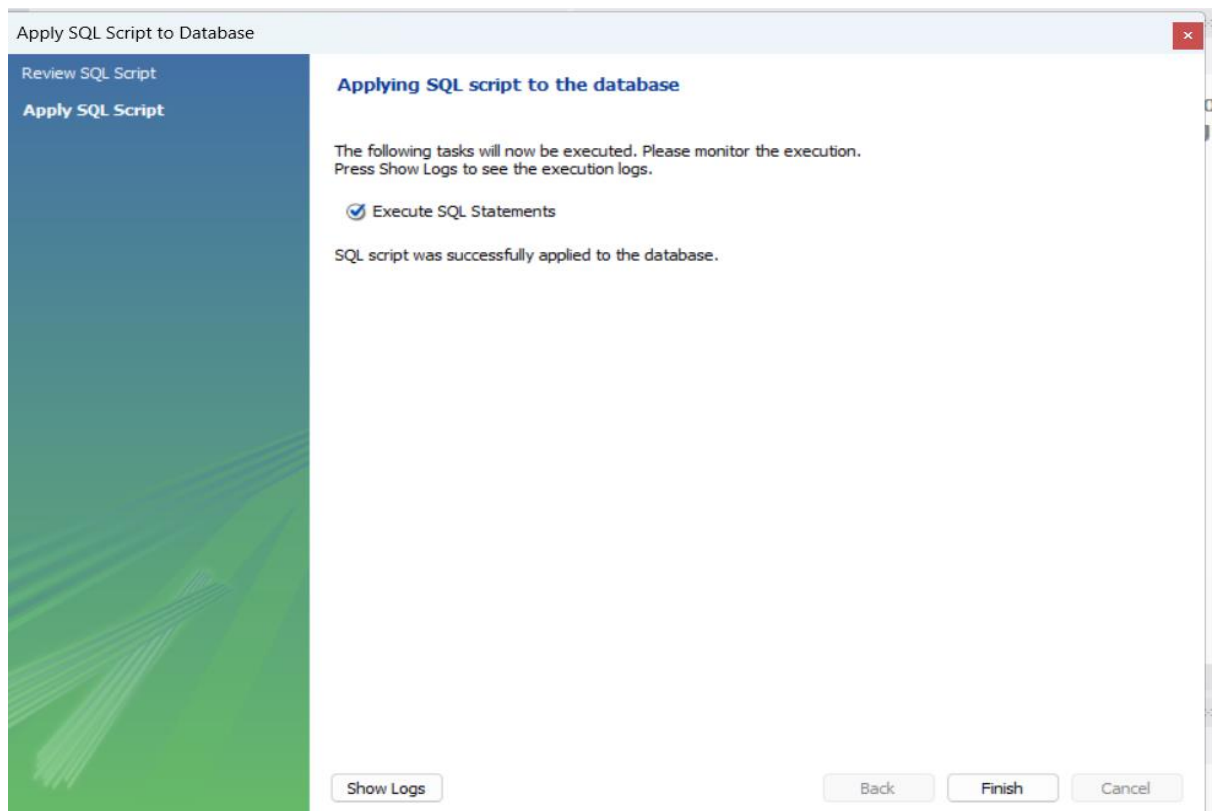 Apply SQL Script to Database
Review SQL Script
Apply SQL Script
Applying SQL script to the database
The following tasks will now be executed. Please monitor the execution.
Press Show Logs to see the execution logs.
Execute SQL Statements
SQL script was successfully applied to the database.
Show Logs
Back
Finish
Cancel